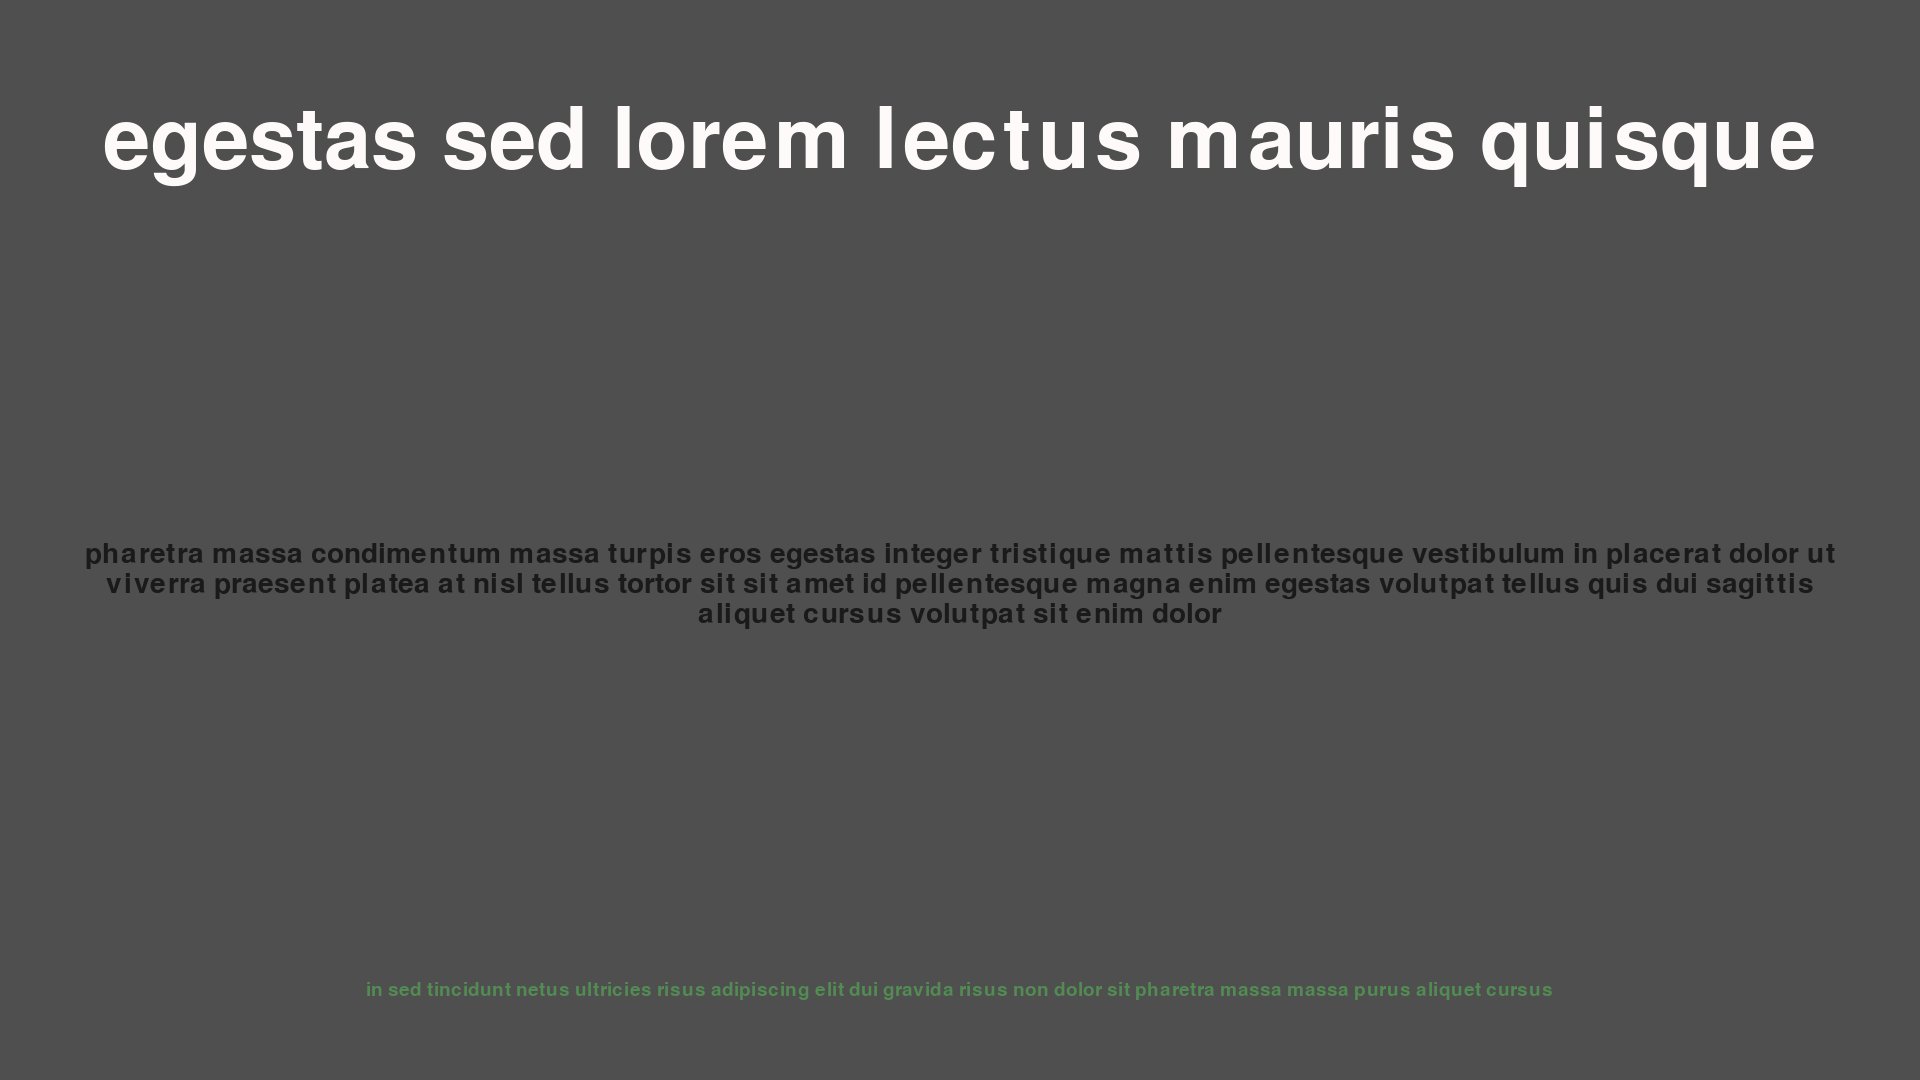 egestas sed lorem lectus mauris quisque
pharetra massa condimentum massa turpis eros egestas integer tristique mattis pellentesque vestibulum in placerat dolor ut
viverra praesent platea at nisl tellus tortor sit sit amet id pellentesque magna enim egestas volutpat tellus quis dui sagittis
aliquet cursus volutpat sit enim dolor
in sed tincidunt netus ultricies risus adipiscing elit dui gravida risus non dolor sit pharetra massa massa purus aliquet cursus